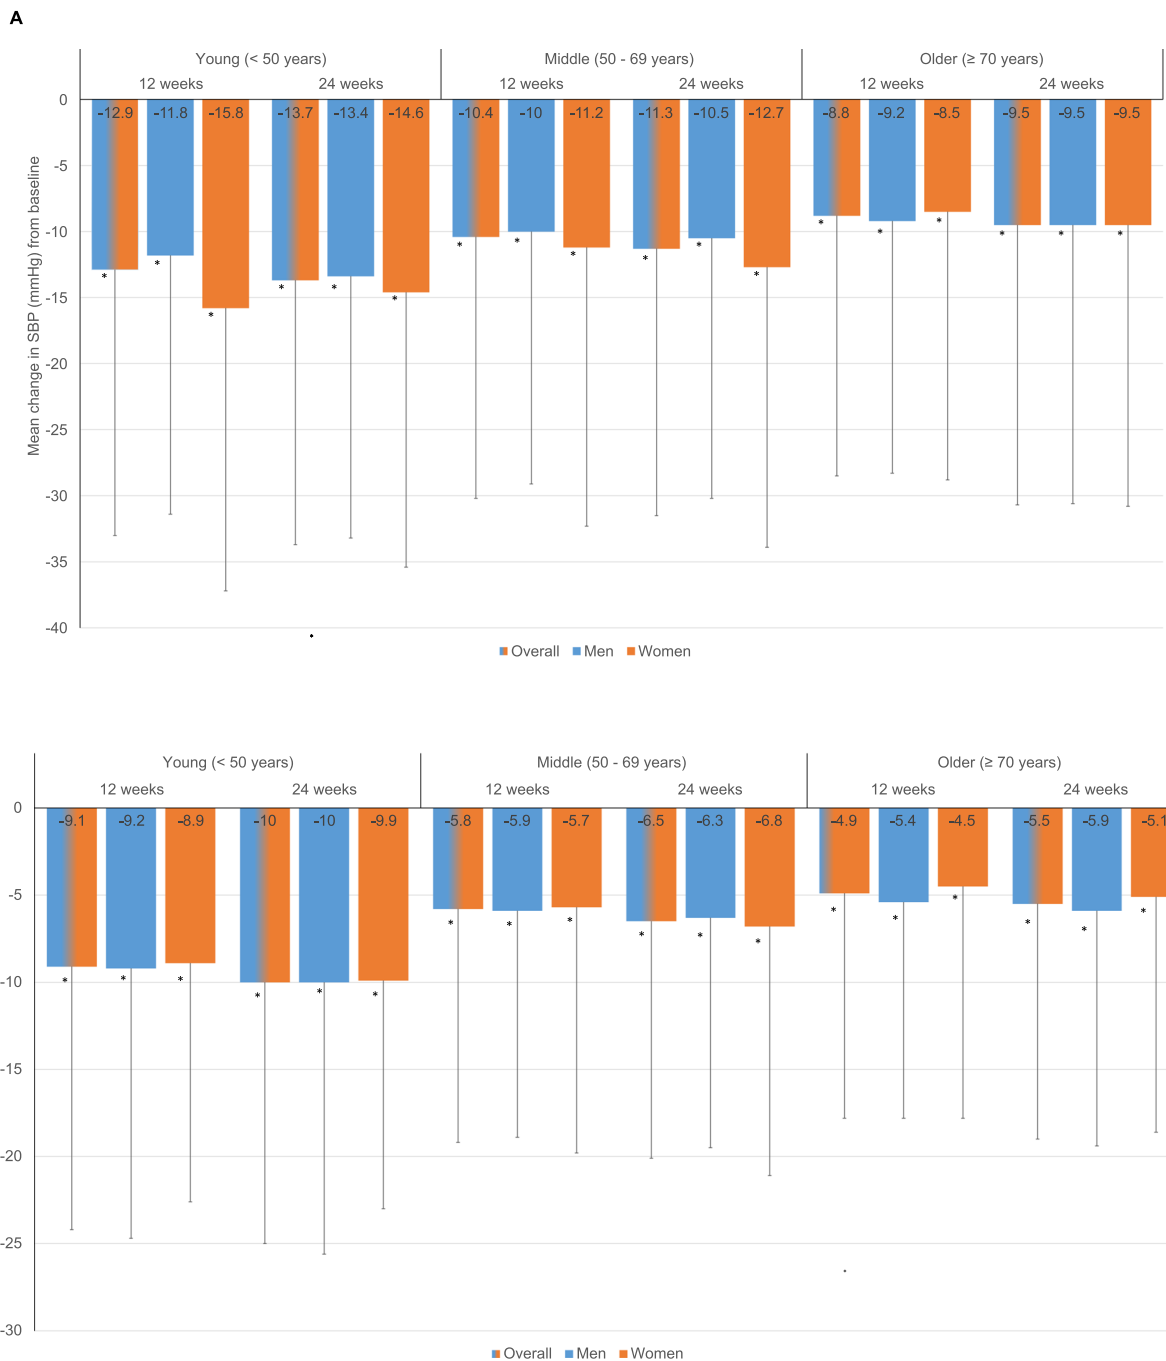 A
Young (< 50 years) Middle (50 - 69 years) Older (≥ 70 years)
12 weeks 24 weeks 12 weeks 24 weeks 12 weeks 24 weeks
0
-12.9 -11.8 -15.8 -13.7 -13.4 -14.6 -10.4 -10 -11.2 -11.3 -10.5 -12.7 -8.8 -9.2 -8.5 -9.5 -9.5 -9.5
-5
-10
* * * * * * * * * * * * * * * * * *
-15
-20
-25
-30
-35
-40
Mean change in SBP (mmHg) from baseline
Overall Men Women
Young (< 50 years) Middle (50 - 69 years) Older (≥ 70 years)
12 weeks 24 weeks 12 weeks 24 weeks 12 weeks 24 weeks
0
-9.1 -9.2 -8.9 -10 -10 -9.9 -5.8 -5.9 -5.7 -6.5 -6.3 -6.8 -4.9 -5.4 -4.5 -5.5 -5.9 -5.1
-5
* * * * * * * * * * * * * * * * * *
-10
-15
-20
-25
-30
Overall Men Women